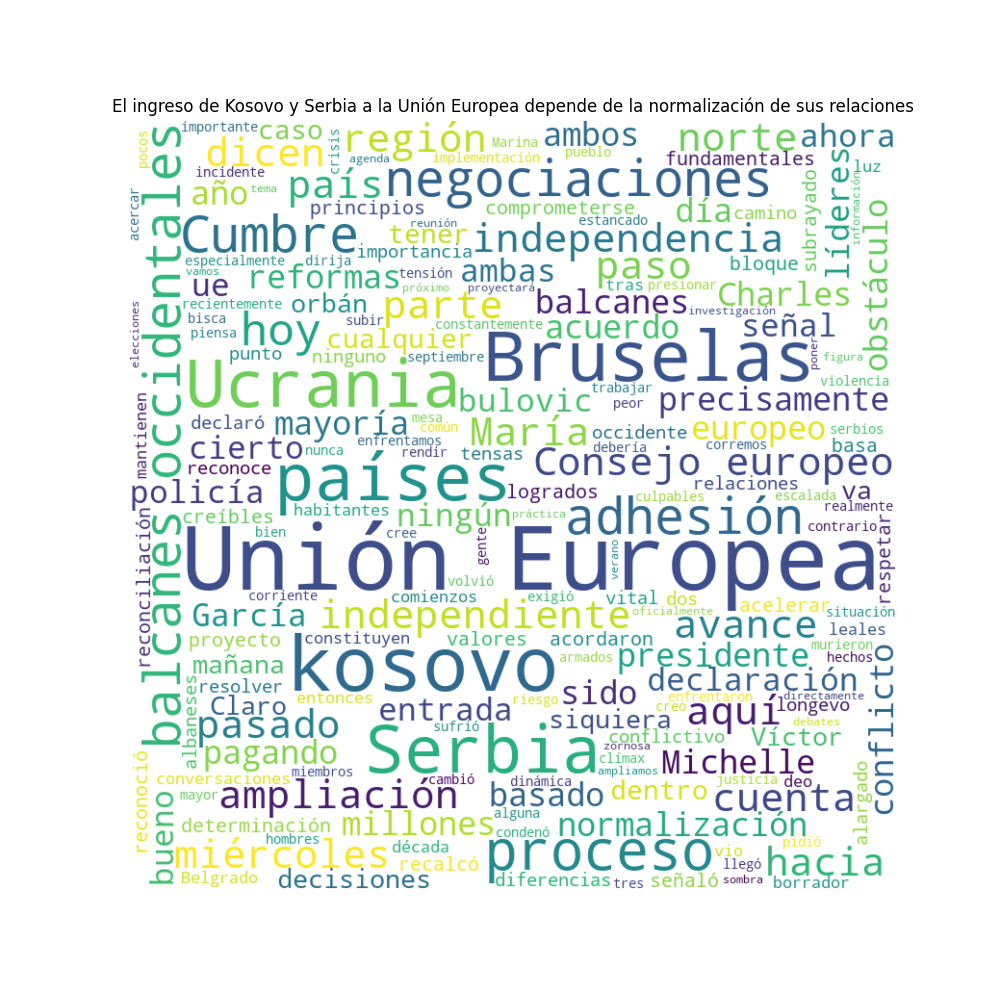 El ingreso de Kosovo y Serbia a la Unión Europea depende de la normalización de sus relaciones
importante
caso
crisis
región
Marina
ambos
norte
ahora
pocos
dicen
agenda
implementación
pueblo
fundamentales
luz
incidente
tema
año
país
negociaciones
líderes
información
principios
comprometerse
día
camino
subrayado
acercar
occidentales
Cumbre
reunión
estancado
tener
independencia
obstáculo
especialmente
dirija
importancia
paso
bloque
vamos
reformas
tensión
ambas
tras
presionar
ue
próximo
proyectará
Charles
recientemente
orbán
parte
balcanes
investigación
bisca
subir
constantemente
acuerdo
señal
elecciones
piensa
hoy
cualquier
Bruselas
poner
figura
punto
ninguno
septiembre
violencia
Ucrania
trabajar
precisamente
bulovic
peor
declaró
mayoría
mesa
común
María
occidente
europeo
serbios
mantienen
cierto
nunca
enfrentamos
rendir
tensas
debería
corremos
basa
reconoce
países
Consejo europeo
relaciones
policía
logrados
culpables
escalada
va
realmente
creíbles
habitantes
ningún
práctica
adhesión
contrario
reconciliación
balcanes
bien
cree
gente
verano
respetar
Unión Europea
volvió
corriente
comienzos
exigió
vital
dos
acelerar
García
independiente
oficialmente
situación
avance
leales
proyecto
constituyen
valores
acordaron
murieron
mañana
kosovo
armados
presidente
hechos
albaneses
resolver
declaración
conflicto
entonces
riesgo
sido
enfrentaron
directamente
Claro
entrada
creo
aquí
longevo
pasado
sufrió
siquiera
debates
Serbia
conflictivo
Víctor
pagando
zornosa
clímax
Michelle
reconoció
conversaciones
miembros
cambió
dinámica
ampliamos
justicia
deo
alargado
bueno
mayor
ampliación
basado
dentro
cuenta
alguna
determinación
millones
condenó
normalización
hombres
década
pidió
miércoles
recalcó
proceso
vio
llegó
hacia
Belgrado
decisiones
diferencias
tres
señaló
sombra
borrador